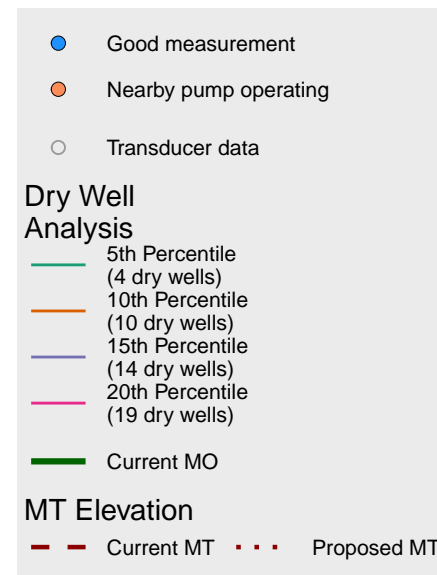 Good measurement
Nearby pump operating
Transducer data
Dry Well
Analysis
5th Percentile
(4 dry wells)
10th Percentile
(10 dry wells)
15th Percentile
(14 dry wells)
20th Percentile
(19 dry wells)
Current MO
MT Elevation
Current MT Proposed MT